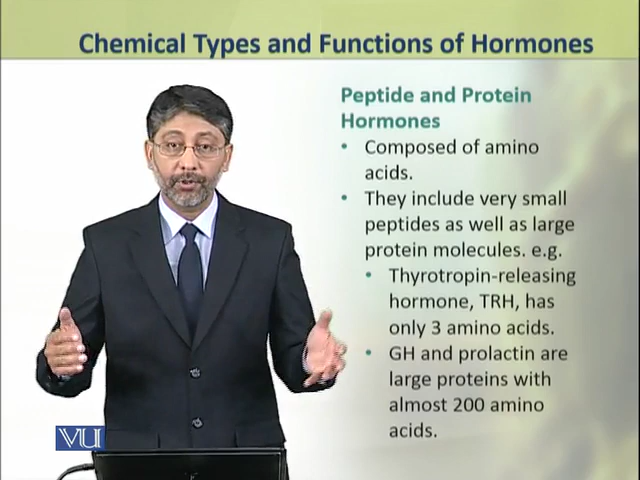 Chemical Types and Functions of Hormones
Peptide and Protein
Hormones
• Composed of amino
acids.
• They include very small
peptides as well as large
protein molecules. e.g.
• Thyrotropin-releasing
hormone, TRH, has
only 3 amino acids.
• GH and prolactin are
large proteins with
almost 200 amino
acids.
VU